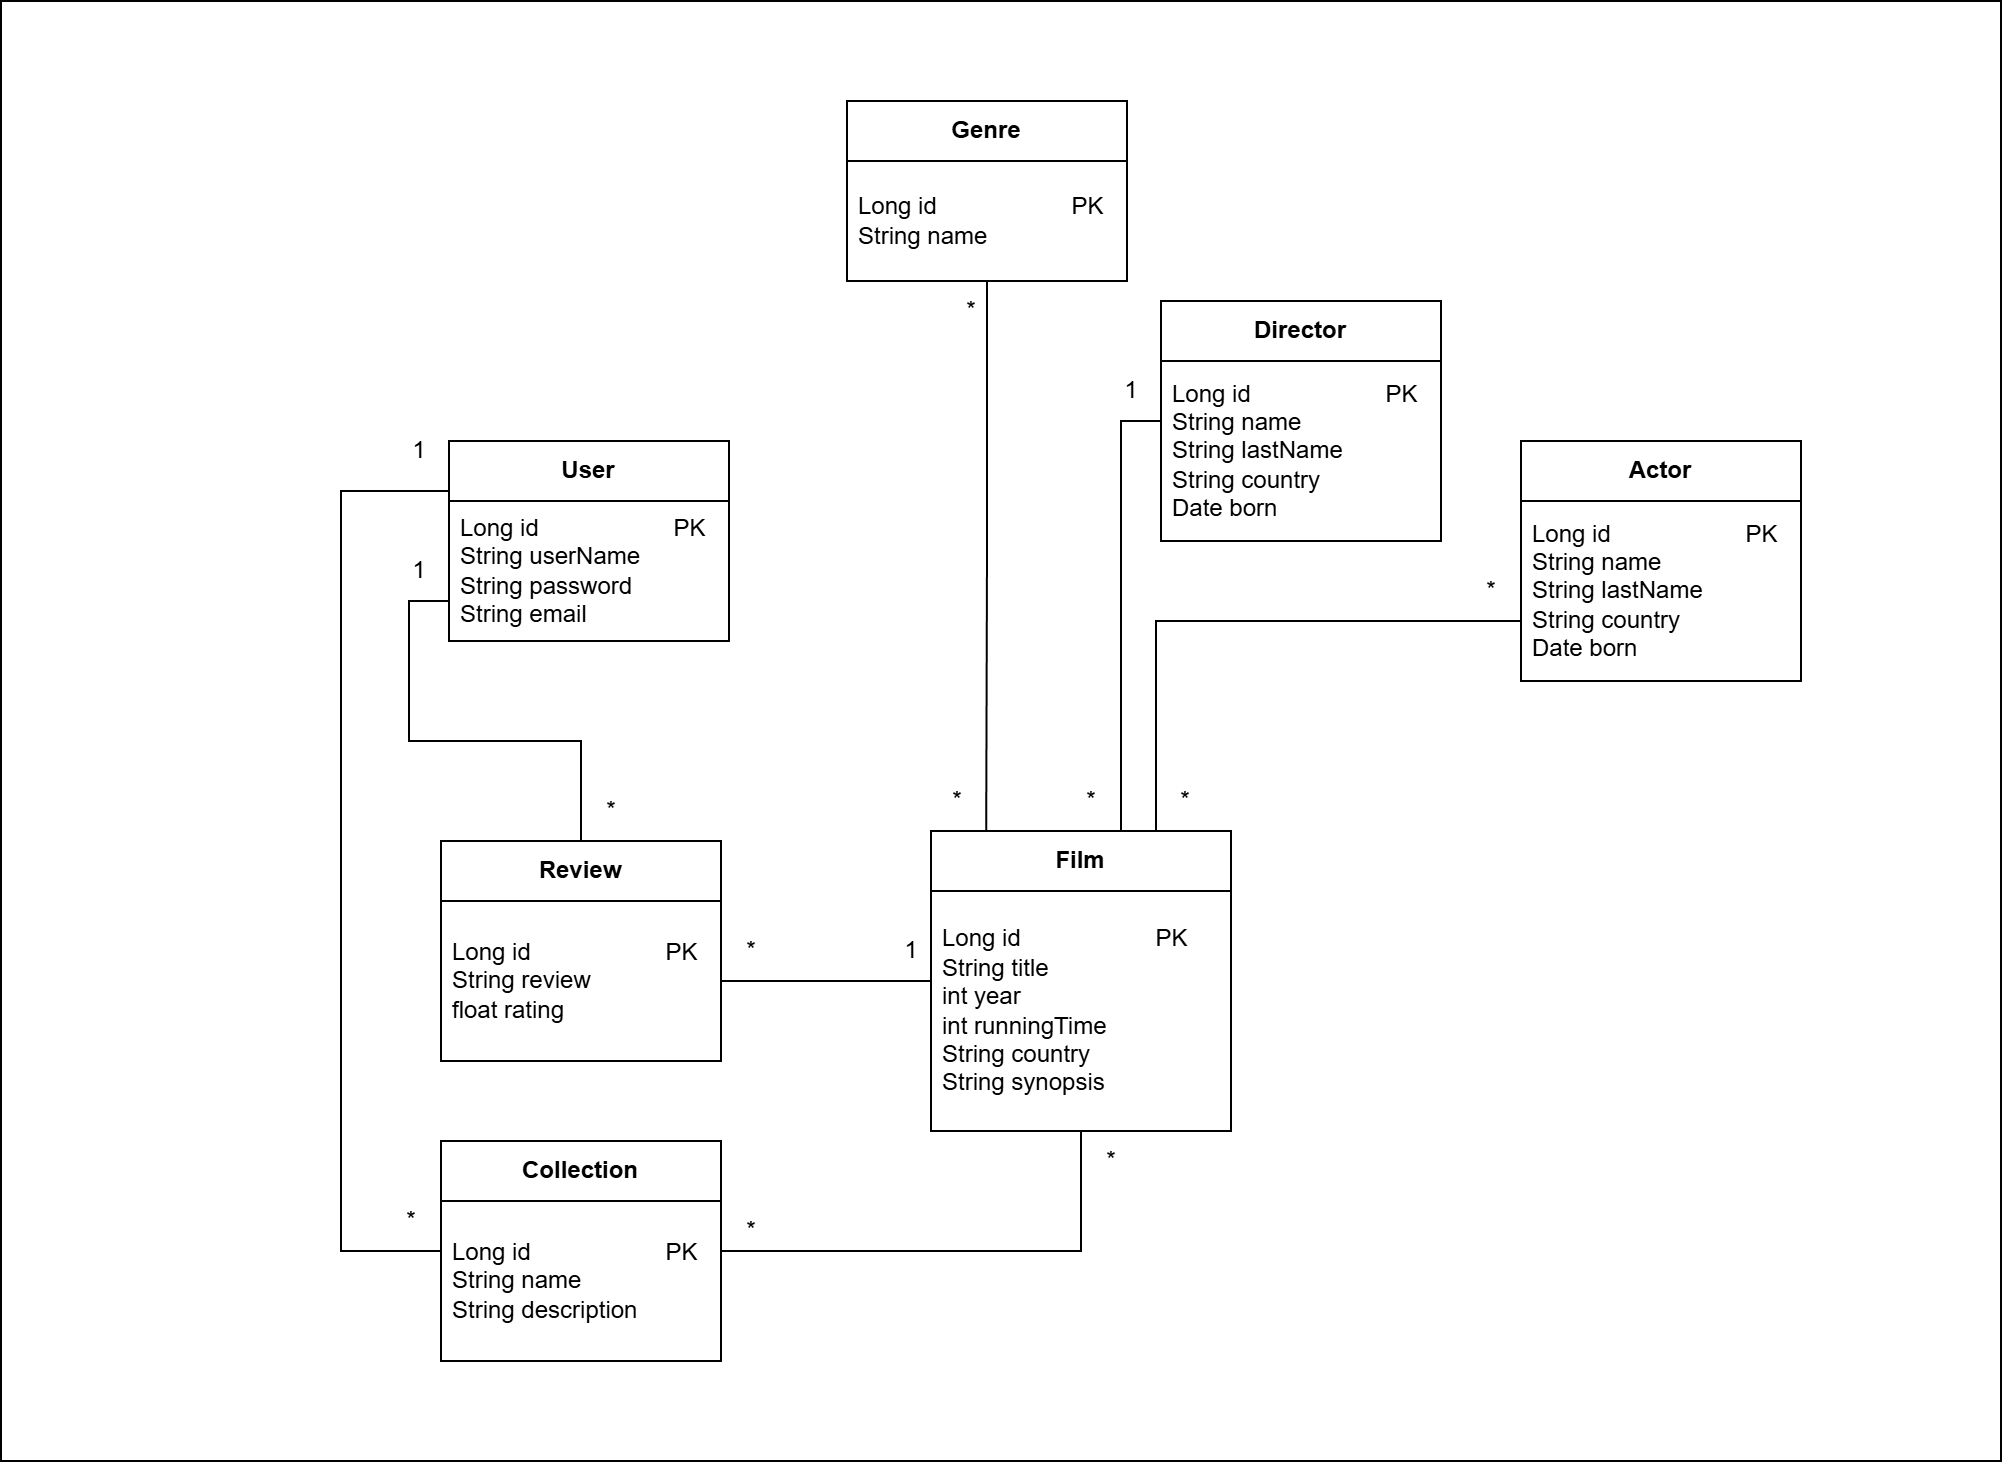 Genre
Long id PK
String name
*
Director
1
Long id PK
String name
String lastName
String country
Date born
1
User
Long id PK
String userName
String password
String email
1
Actor
Long id PK
String name
String lastName
String country
Date born
*
*
*
*
*
Review
Long id PK
String review
float rating
*
1
Film
Long id PK
String title
int year
int runningTime
String country
String synopsis
*
Collection
*
*
Long id PK
String name
String description